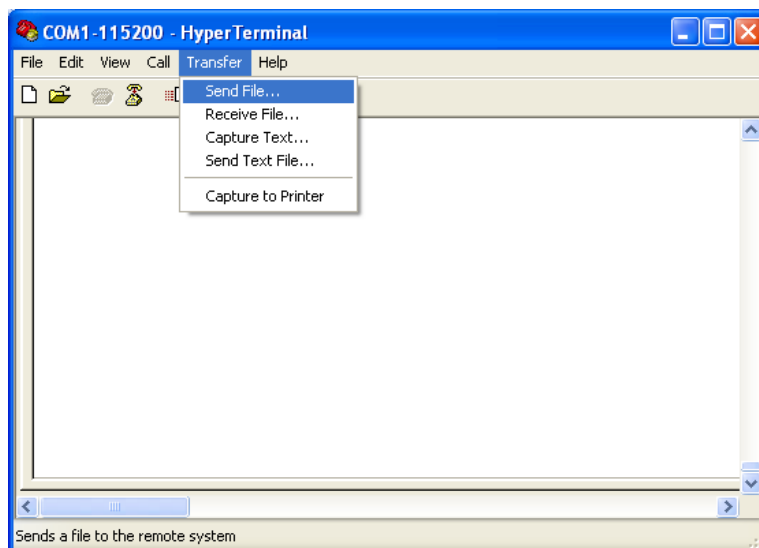 COM1-115200 - HyperTerminal
File Edit View Call Transfer Help
Send File...
Receive File...
Capture Text...
Send Text File...
Capture to Printer
Sends a file to the remote system